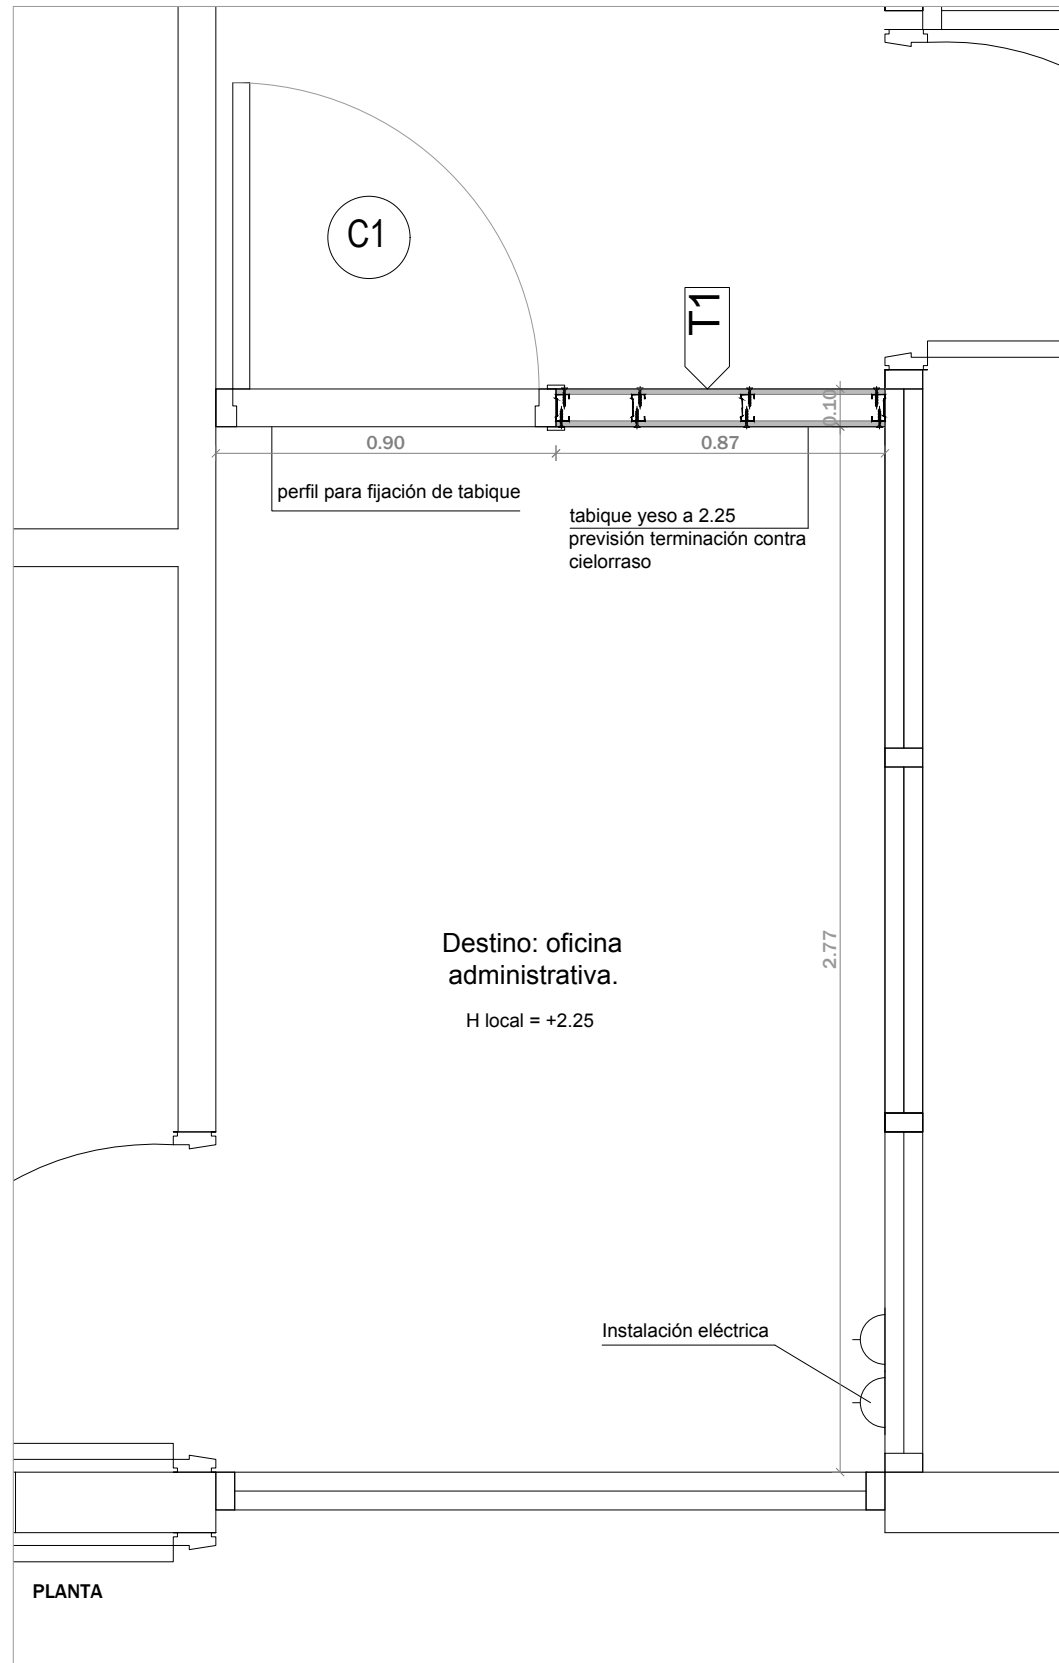 C1
T1
0.10
0.90
0.87
perfil para fijación de tabique
tabique yeso a 2.25
previsión terminación contra
cielorraso
2.77
Destino: oficina
administrativa.
H local = +2.25
Instalación eléctrica
PLANTA